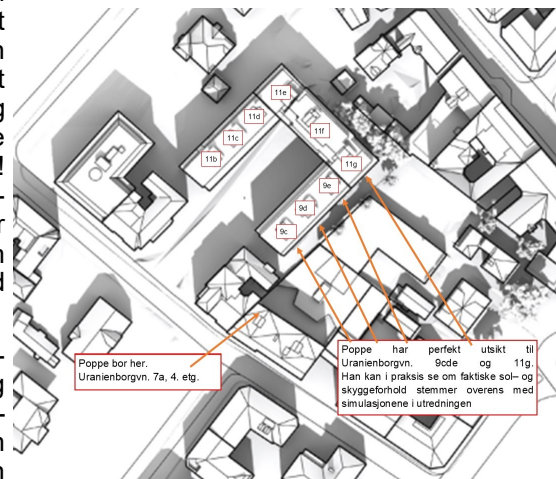 t
n
t
g
e
!
-
r
n
d
-
g
-
n
n
11e
11d
11f
11c
11b
11g
9e
9d
9c
Poppe bor her.
Uranienborgvn. 7a, 4. etg.
Poppe har perfekt utsikt til
Uranienborgvn. 9cde og 11g.
Han kan i praksis se om faktiske sol– og
skyggeforhold stemmer overens med
simulasjonene i utredningen